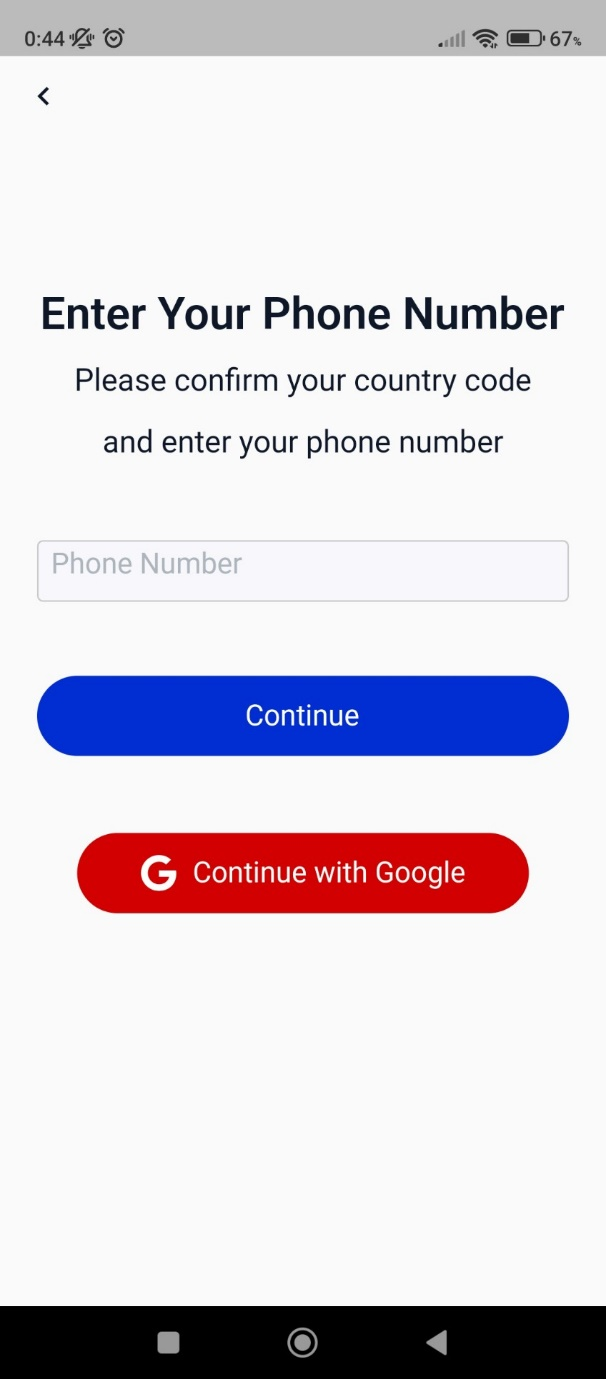 0:44
67%
Enter Your Phone Number
Please confirm your country code
and enter your phone number
Phone Number
Continue
G Continue with Google